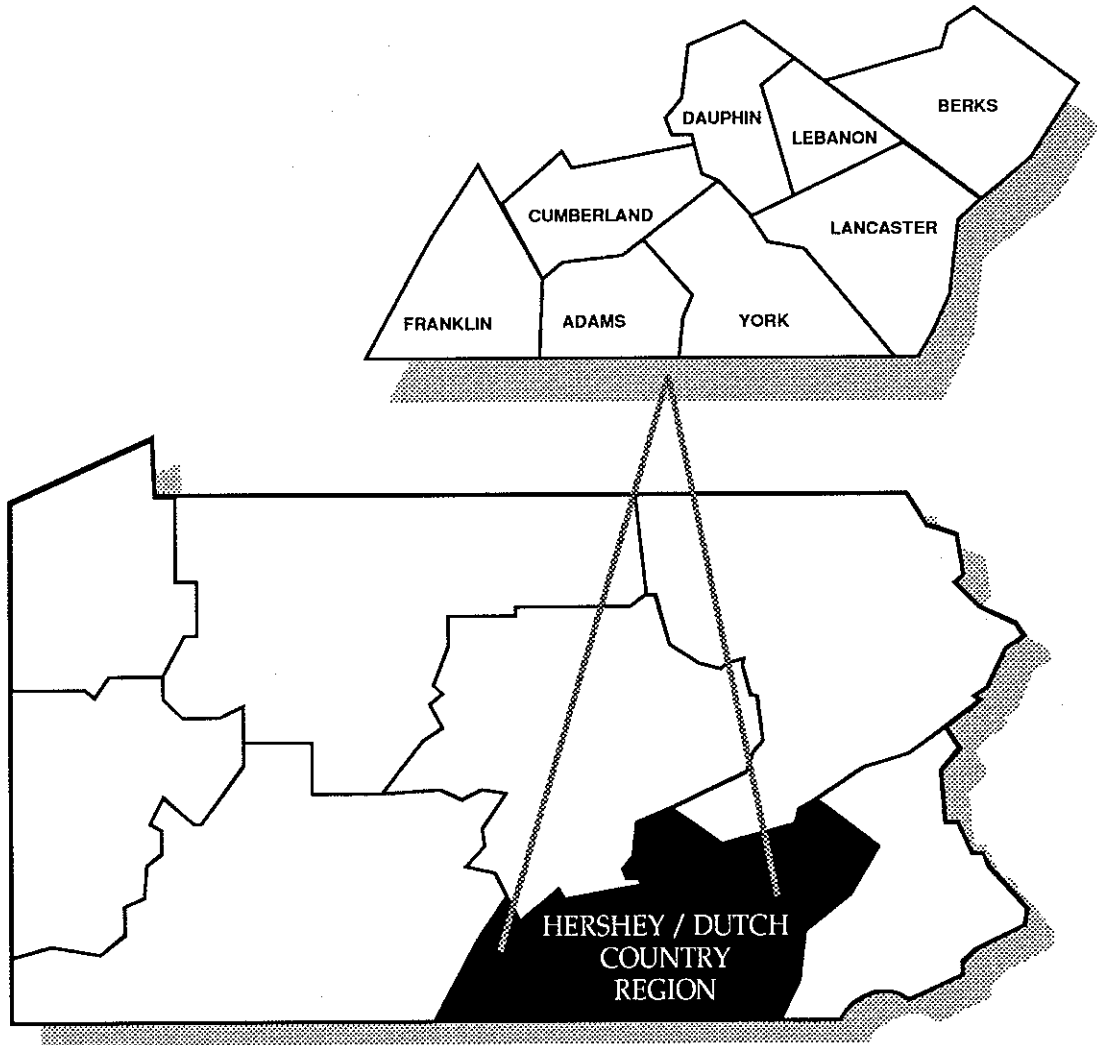 BERKS
DAUPHIN
LEBANON
CUMBERLAND
LANCASTER
FRANKLIN
ADAMS
YORK
HERSHEY / DUTCH
COUNTRY
REGION